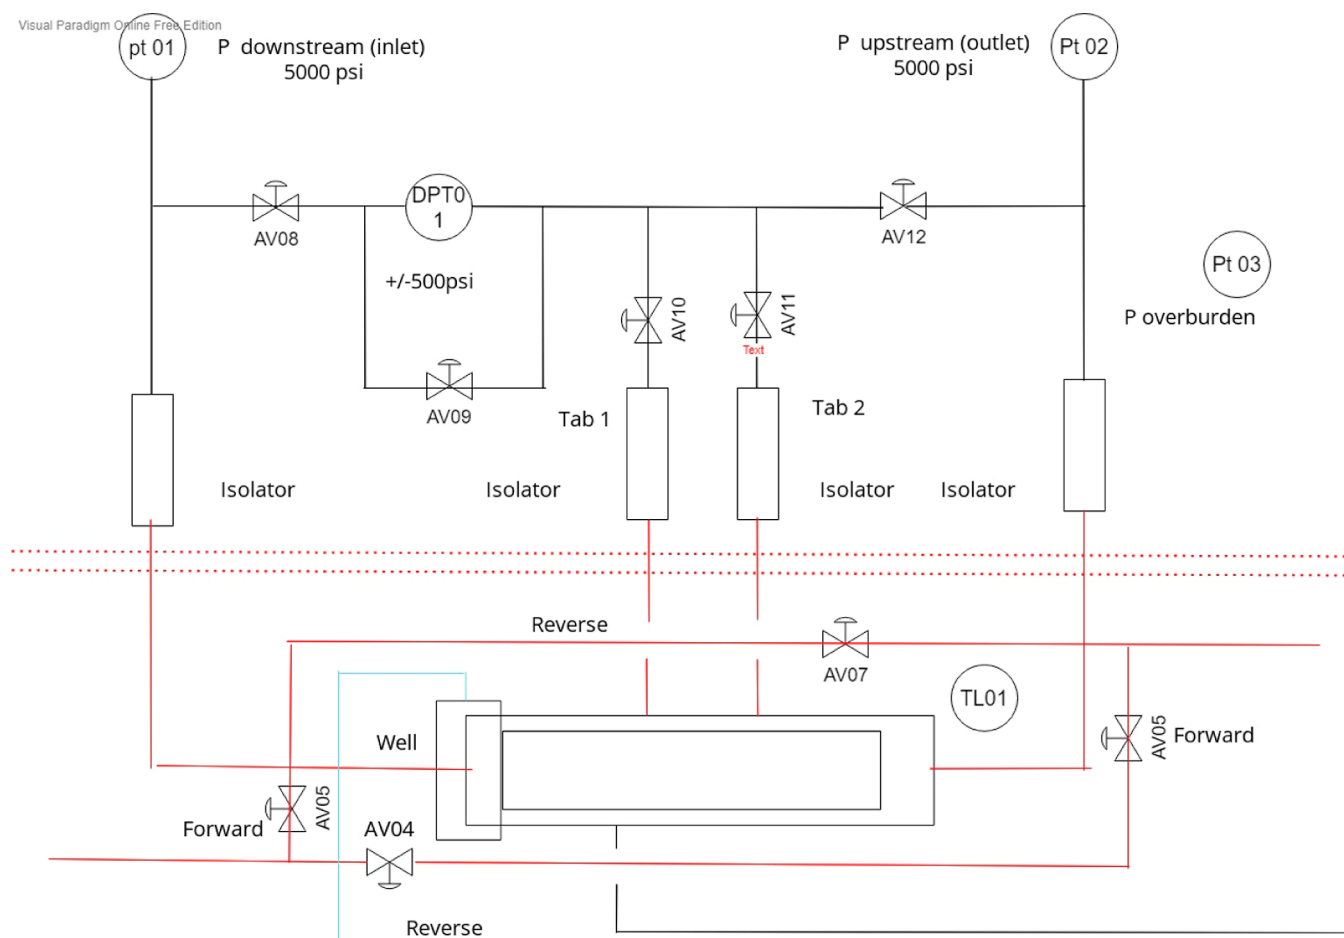 Visual Paradigm Online Free Edition
pt 01
P downstream (inlet)
5000 psi
P upstream (outlet)
5000 psi
Pt 02
DPT0
1
AV08
AV12
+/-500psi
Pt 03
P overburden
AV10
AV11
Text
AV09
Tab 1
Tab 2
Isolator
Isolator
Isolator
Isolator
Reverse
AV07
TL01
Well
AV05
Forward
AV05
Forward
AV04
Reverse